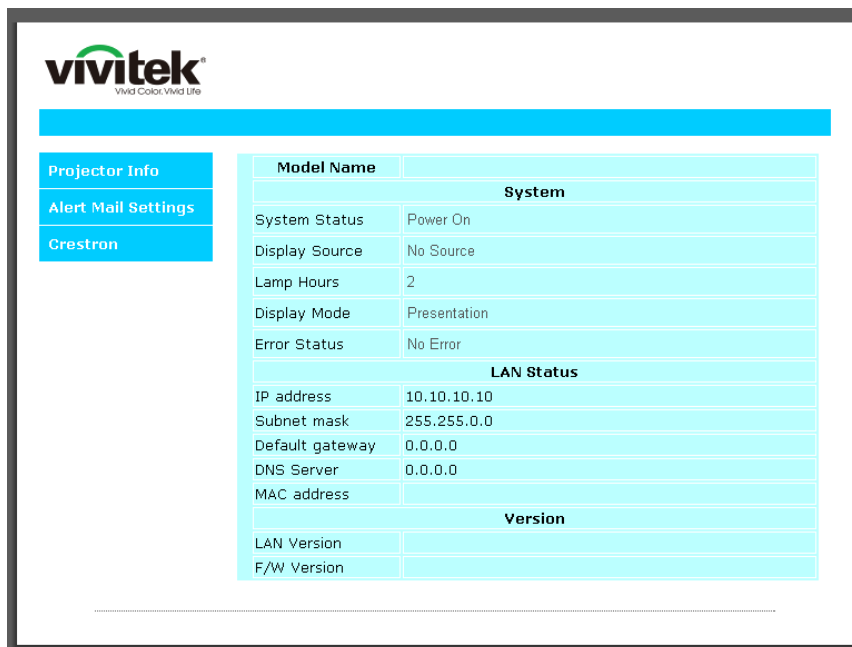 vivitek®
Vivid Color. Vivid Life
Projector Info
Alert Mail Settings
Crestron
Model Name
System
System Status Power On
Display Source No Source
Lamp Hours 2
Display Mode Presentation
Error Status No Error
LAN Status
IP address 10.10.10.10
Subnet mask 255.255.0.0
Default gateway 0.0.0.0
DNS Server 0.0.0.0
MAC address
Version
LAN Version
F/W Version